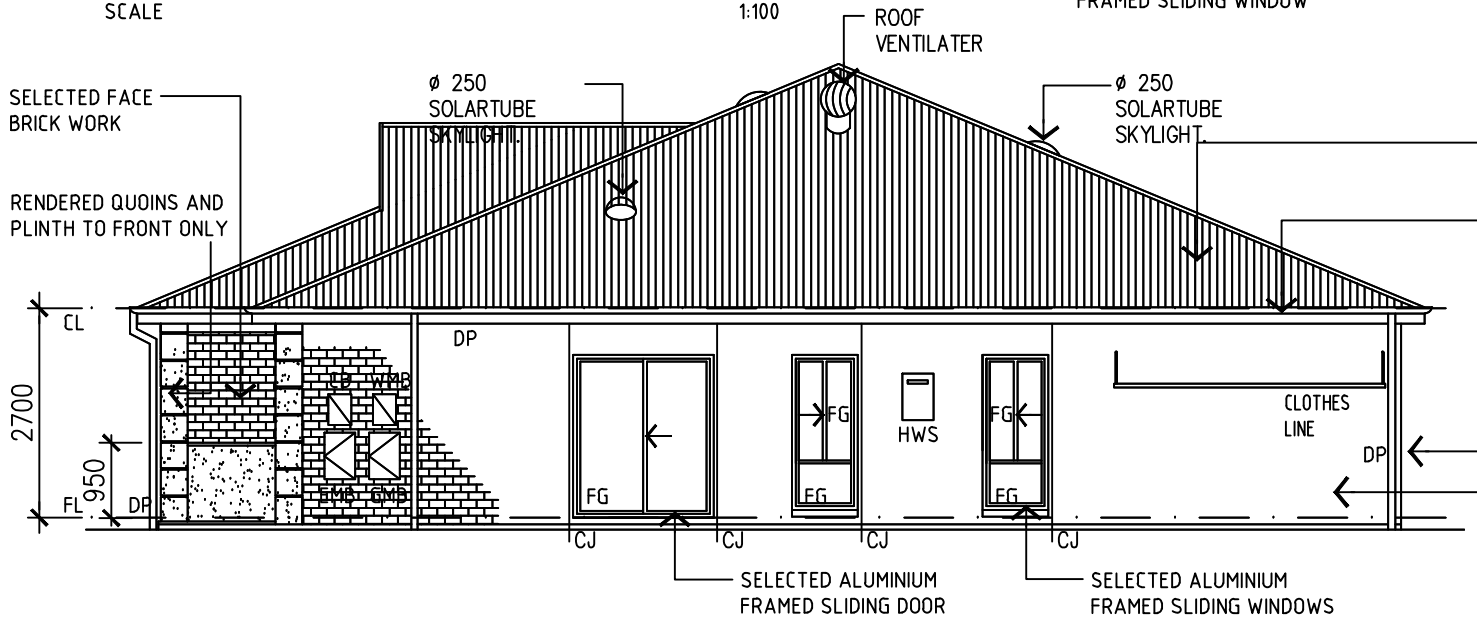 SCALE
1:100
FRAMED SLIDING WINDOW
ROOF
VENTILATER
SELECTED FACE
BRICK WORK
Ø 250
SOLARTUBE
SKYLIGHT.
Ø 250
SOLARTUBE
SKYLIGHT.
RENDERED QUOINS AND
PLINTH TO FRONT ONLY
CL
DP
2700
CB WMB
FG
HWS
FG
CLOTHES
LINE
DP
950
FL
DP
EMB GMB
FG
FG
FG
CJ
CJ
CJ
CJ
SELECTED ALUMINIUM
FRAMED SLIDING DOOR
SELECTED ALUMINIUM
FRAMED SLIDING WINDOWS